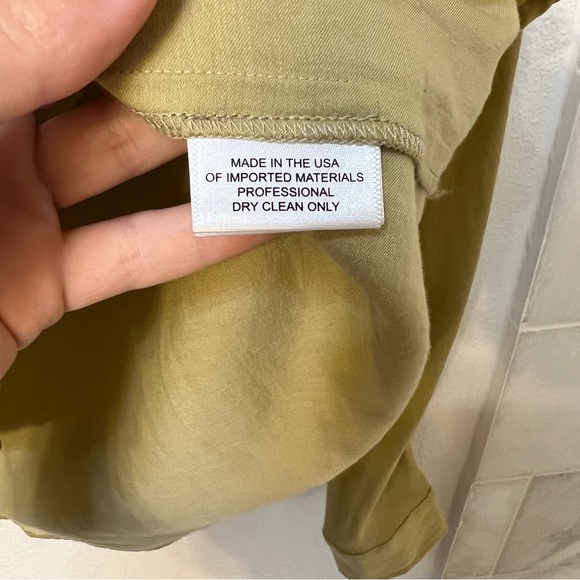 MADE IN THE USA
OF IMPORTED MATERIALS
PROFESSIONAL
DRY CLEAN ONLY